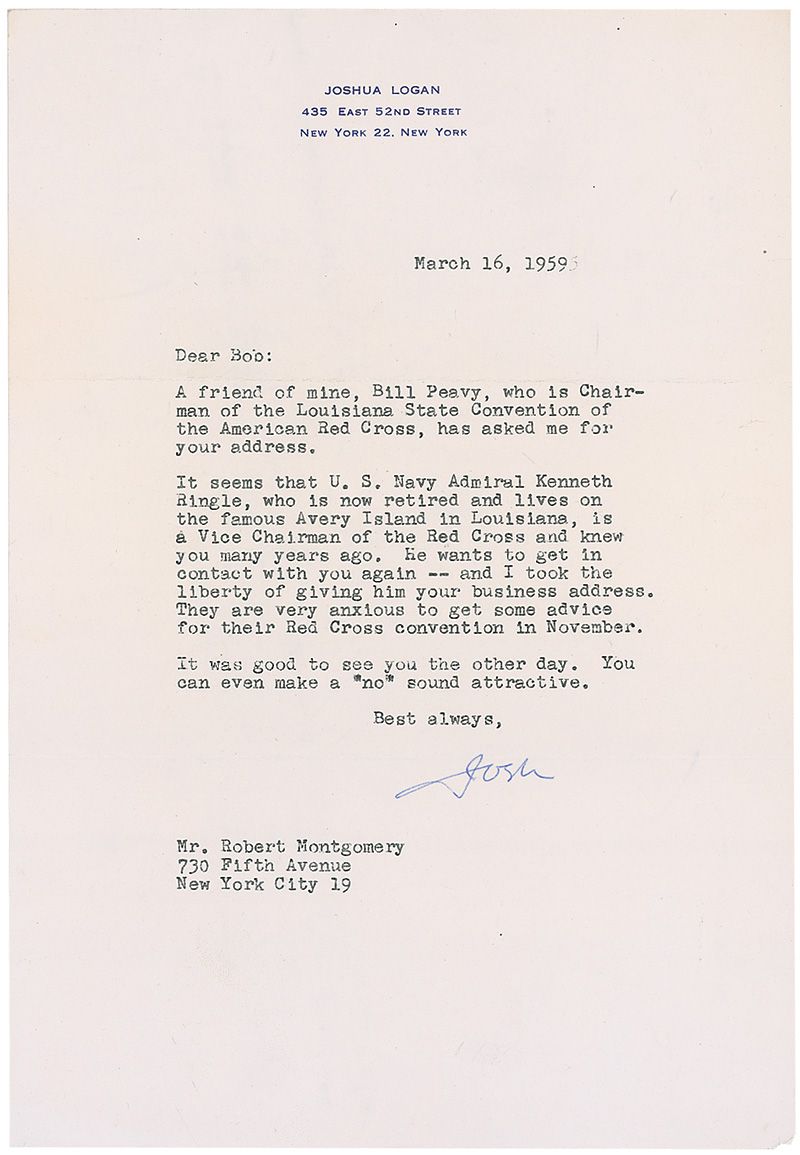 JOSHUA LOGAN
435 EAST 52ND STREET
NEW YORK 22, NEW YORK
March 16, 1959
Dear Bob:
A friend of mine, Bill Peavy, who is Chair-
man of the Louisiana State Convention of
the American Red Cross, has asked me for
your address.
It seems that U. S. Navy Admiral Kenneth
Ringle, who is now retired and lives on
the famous Avery Island in Louisiana, is
a Vice Chairman of the Red Cross and knew
you many years ago. He wants to get in
contact with you again -- and I took the
liberty of giving him your business address.
They are very anxious to get some advice
for their Red Cross convention in November.
It was good to see you the other day. You
can even make a "no" sound attractive.
Best always,
Josh
Mr. Robert Montgomery
730 Fifth Avenue
New York City 19